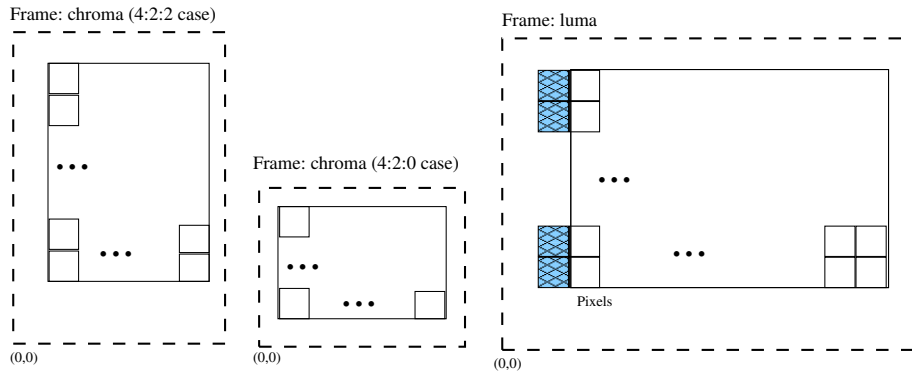 Frame: chroma (4:2:2 case)
Frame: luma
Frame: chroma (4:2:0 case)
Pixels
(0,0)
(0,0)
(0,0)